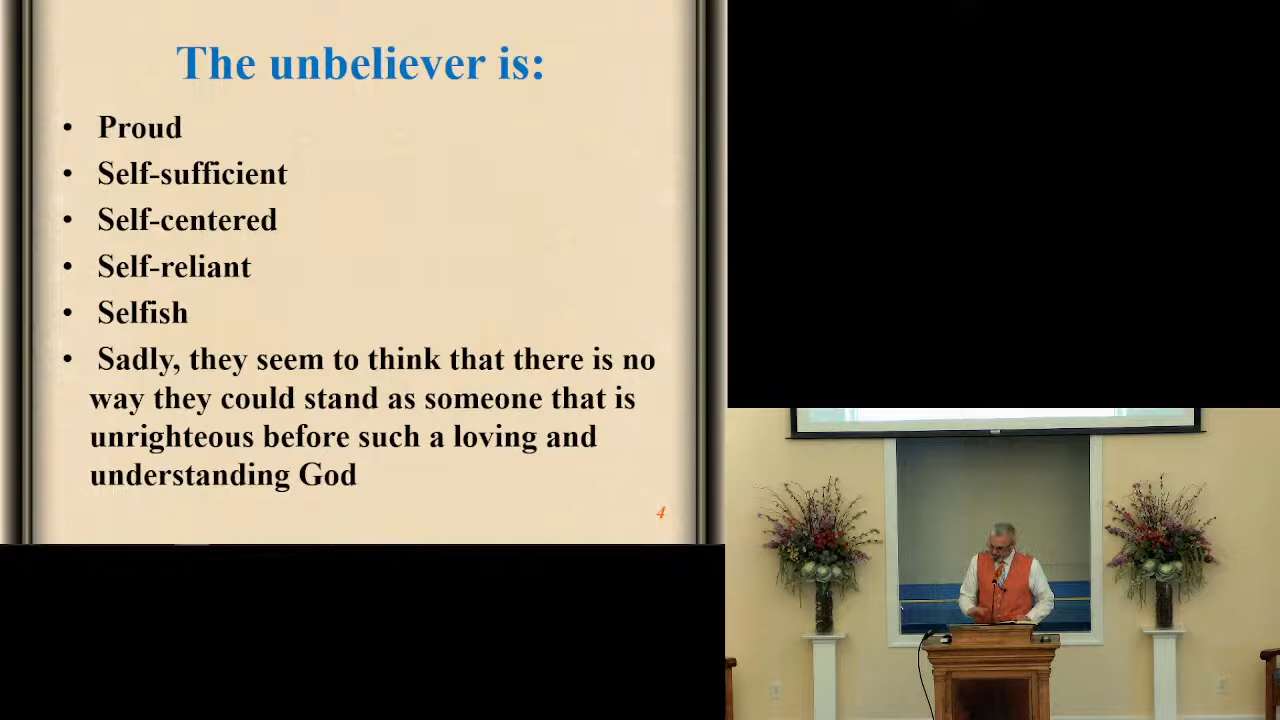 The unbeliever is:
• Proud
• Self-sufficient
• Self-centered
• Self-reliant
• Selfish
• Sadly, they seem to think that there is no
way they could stand as someone that is
unrighteous before such a loving and
understanding God
4